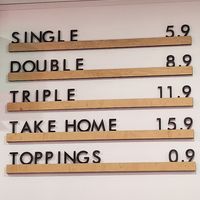 SINGLE 5.9
DOUBLE 8.9
TRIPLE 11.9
TAKE HOME 15.9
TOPPINGS 0.9